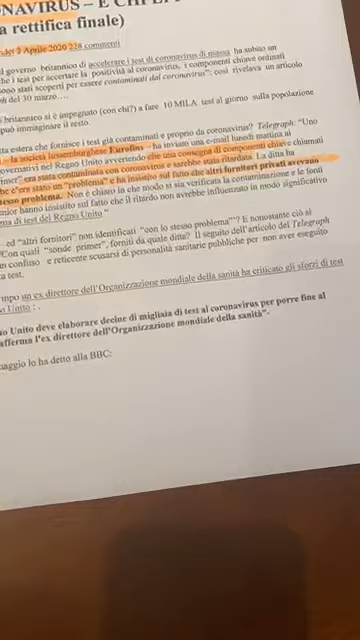 NAVIRUS – E CHI
a rettifica finale)
2 Aprile 2020 228 commenti
l governo britannico di accelerare i test di coronavirus di massa ha subito un
che i test per accertare la positività al coronavirus, i componenti chiave ordinati
sono stati scoperti per essere contaminati dal coronavirus": così rivelava un articolo
del 30 marzo….
britannico si è impegnato (con chi?) a fare 10 MILA test al giorno sulla popolazione
può immaginare il resto.
tta estera che fornisce i test già contaminati e proprio da coronavirus? Telegraph: "Uno
– la società lussemburghese Eurofins – ha inviato una e-mail lunedì mattina ai
governativi nel Regno Unito avvertendo che una consegna di componenti chiave chiamati
primer" era stata contaminata con coronavirus e sarebbe stata ritardata. La ditta ha
che c'era stato un "problema" e ha insistito sul fatto che altri fornitori privati avevano
stesso problema. Non è chiaro in che modo si sia verificata la contaminazione e le fonti
senior hanno insistito sul fatto che il ritardo non avrebbe influenzato in modo significativo
ma di test del Regno Unito."
ed "altri fornitori" non identificati "con lo stesso problema"? E nonostante ciò si
Con quali "sonde primer", forniti da quale ditta? Il seguito dell'articolo del Telegraph
confuso e reticente scusarsi di personalità sanitarie pubbliche per non aver eseguito
a test.
mpo un ex direttore dell'Organizzazione mondiale della sanità ha criticato gli sforzi di test
Unito :.
o Unito deve elaborare decine di migliaia di test al coronavirus per porre fine al
afferma l'ex direttore dell'Organizzazione mondiale della sanità"-
uaggio lo ha detto alla BBC: